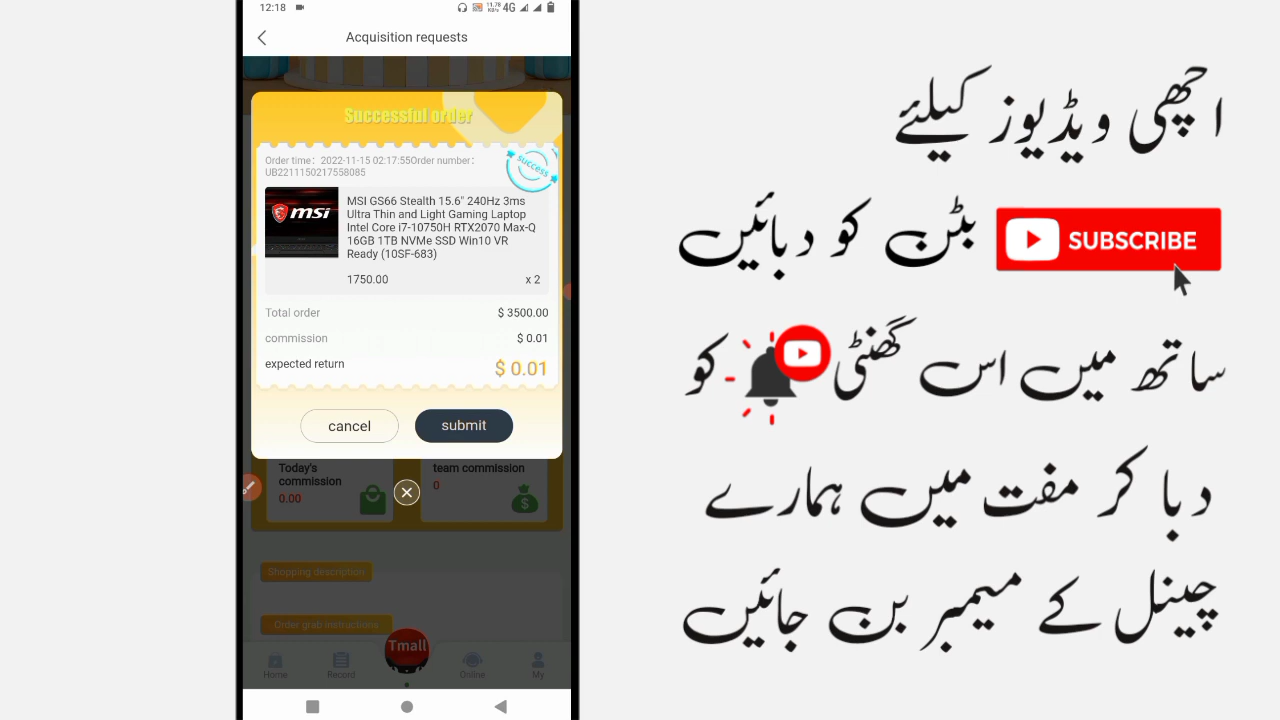 12:18
11.78 KB/s 4G
Acquisition requests
Successful order
Order time: 2022-11-15 02:17:55Order number:
UB2211150217558085
success
msi
MSI GS66 Stealth 15.6" 240Hz 3ms
Ultra Thin and Light Gaming Laptop
Intel Core i7-10750H RTX2070 Max-Q
16GB 1TB NVMe SSD Win10 VR
Ready (10SF-683)
1750.00 x 2
Total order $ 3500.00
commission $ 0.01
expected return $ 0.01
cancel submit
Today's commission
0.00
team commission
0
Shopping description
Order grab instructions
Tmall
Home Record Online My
اچھی ویڈیوز کیلئے
SUBSCRIBE بٹن کو دبائیں
ساتھ میں اس گھنٹی کو
دبا کر مفت میں ہمارے
چینل کے میمبر بن جائیں